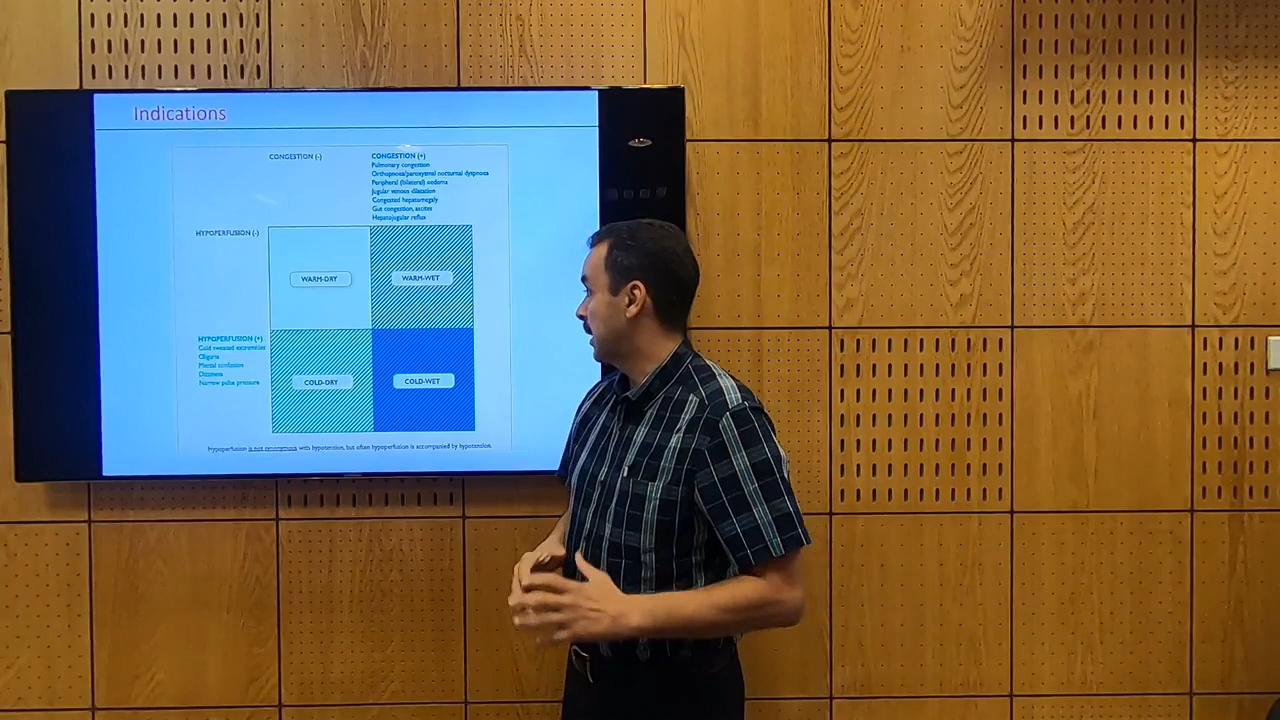 Indications
CONGESTION (-)
CONGESTION (+)
Pulmonary congestion
Orthopnoea/paroxysmal nocturnal dyspnoea
Peripheral (bilateral) oedema
Jugular venous dilatation
Congested hepatomegaly
Gut congestion, ascites
Hepatojugular reflux
HYPOPERFUSION (-)
WARM-DRY
WARM-WET
HYPOPERFUSION (+)
Cold sweated extremities
Oliguria
Mental confusion
Dizziness
Narrow pulse pressure
COLD-DRY
COLD-WET
Hypoperfusion is not synonymous with hypotension, but often hypoperfusion is accompanied by hypotension.